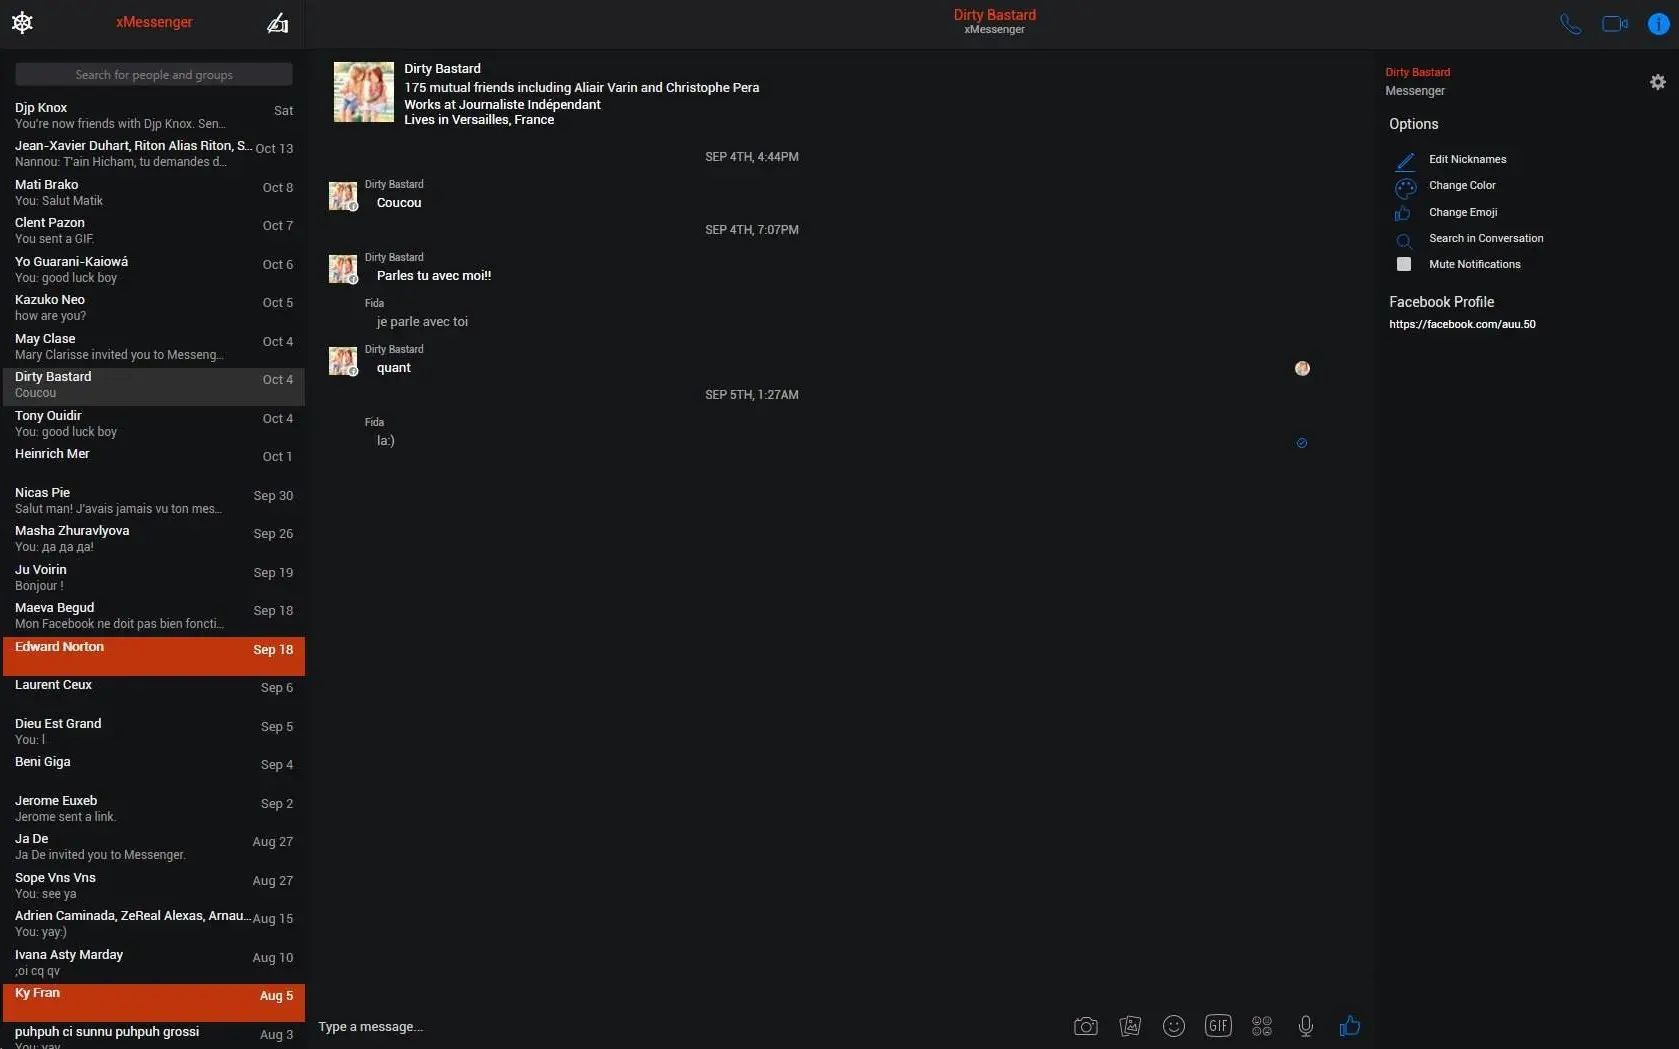 xMessenger
Search for people and groups
Djp Knox
Sat
You're now friends with Djp Knox. Sen...
Jean-Xavier Duhart, Riton Alias Riton, S...
Oct 13
Nannou: T'ain Hicham, tu demandes d...
Mati Brako
Oct 8
You: Salut Matik
Clent Pazon
Oct 7
You sent a GIF.
Yo Guarani-Kaiowá
Oct 6
You: good luck boy
Kazuko Neo
Oct 5
how are you?
May Clase
Oct 4
Mary Clarisse invited you to Messeng...
Dirty Bastard
Oct 4
Coucou
Tony Ouidir
Oct 4
You: good luck boy
Heinrich Mer
Oct 1
Nicas Pie
Sep 30
Salut man! J'avais jamais vu ton mes...
Masha Zhuravlyova
Sep 26
You: да да да!
Ju Voirin
Sep 19
Bonjour !
Maeva Begud
Sep 18
Mon Facebook ne doit pas bien foncti...
Edward Norton
Sep 18
Laurent Ceux
Sep 6
Dieu Est Grand
Sep 5
You: l
Beni Giga
Sep 4
Jerome Euxeb
Sep 2
Jerome sent a link.
Ja De
Aug 27
Ja De invited you to Messenger.
Sope Vns Vns
Aug 27
You: see ya
Adrien Caminada, ZeReal Alexas, Arnau...
Aug 15
You: yay:)
Ivana Asty Marday
Aug 10
;oi cq qv
Ky Fran
Aug 5
puhpuh ci sunnu puhpuh grossi
Aug 3
You: yay
Dirty Bastard
xMessenger
Dirty Bastard
175 mutual friends including Aliair Varin and Christophe Pera
Works at Journaliste Indépendant
Lives in Versailles, France
SEP 4TH, 4:44PM
Dirty Bastard
Coucou
SEP 4TH, 7:07PM
Dirty Bastard
Parles tu avec moi!!
Fida
je parle avec toi
Dirty Bastard
quant
SEP 5TH, 1:27AM
Fida
la:)
Type a message...
GIF
Dirty Bastard
Messenger
Options
Edit Nicknames
Change Color
Change Emoji
Search in Conversation
Mute Notifications
Facebook Profile
https://facebook.com/auu.50